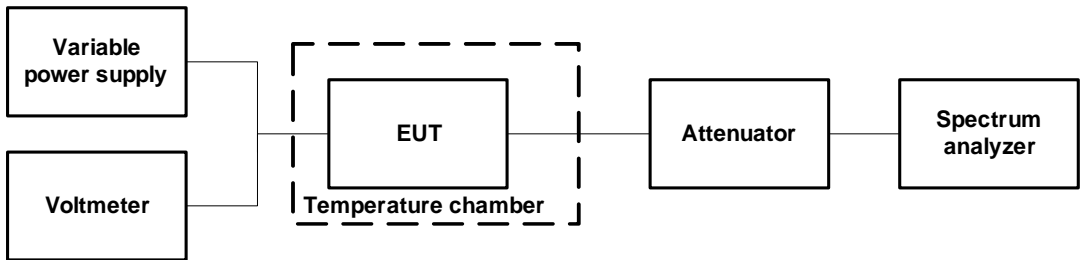 Variable
power supply
Voltmeter
EUT
Temperature chamber
Attenuator
Spectrum
analyzer